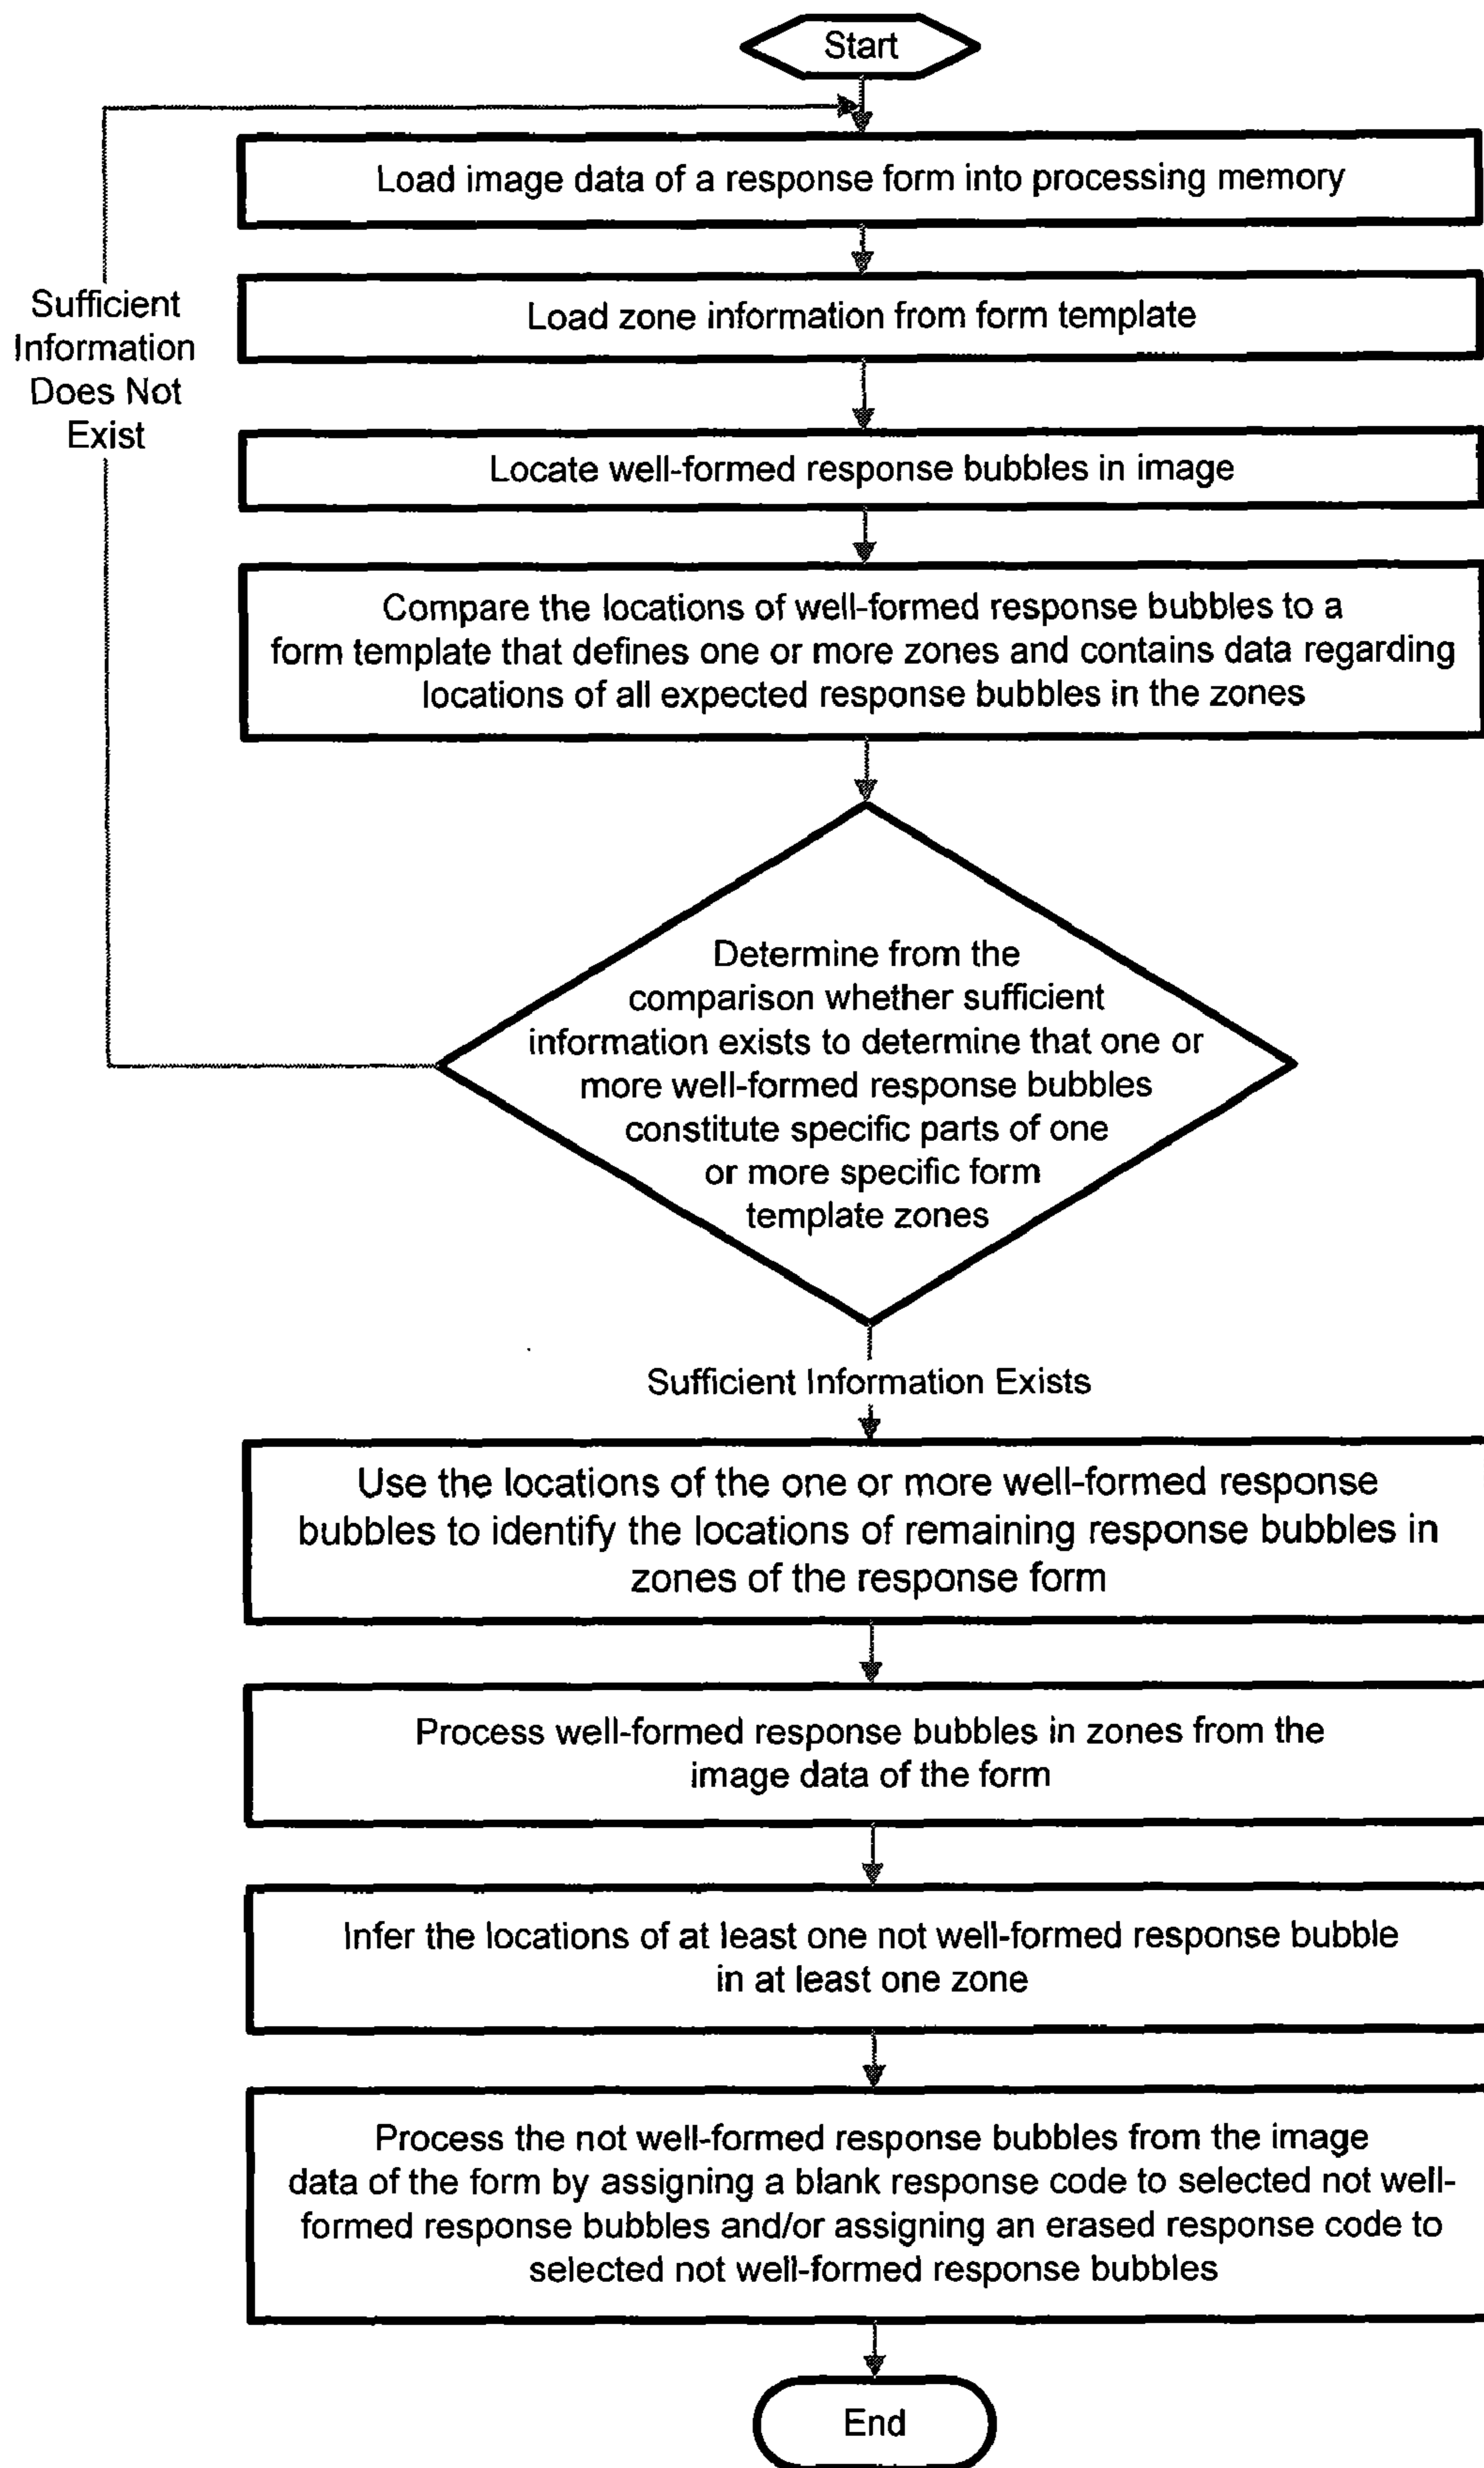 Start
Load image data of a response form into processing memory
Load zone information from form template
Sufficient
Information
Does Not
Exist
Locate well-formed response bubbles in image
Compare the locations of well-formed response bubbles to a
form template that defines one or more zones and contains data regarding
locations of all expected response bubbles in the zones
Determine from the
comparison whether sufficient
information exists to determine that one or
more well-formed response bubbles
constitute specific parts of one
or more specific form
template zones
Sufficient Information Exists
Use the locations of the one or more well-formed response
bubbles to identify the locations of remaining response bubbles in
zones of the response form
Process well-formed response bubbles in zones from the
image data of the form
Infer the locations of at least one not well-formed response bubble
in at least one zone
Process the not well-formed response bubbles from the image
data of the form by assigning a blank response code to selected not well-
formed response bubbles and/or assigning an erased response code to
selected not well-formed response bubbles
End